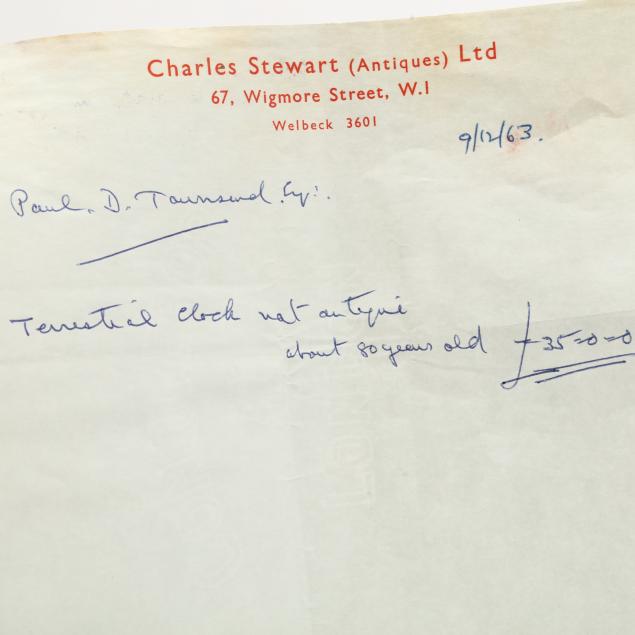 Charles Stewart (Antiques) Ltd
67, Wigmore Street, W.1
Welbeck 3601
9/12/63.
Paul. D. Townsend. Esq:.
Terrestrial Clock not antique
about 80 years old £35=0=0